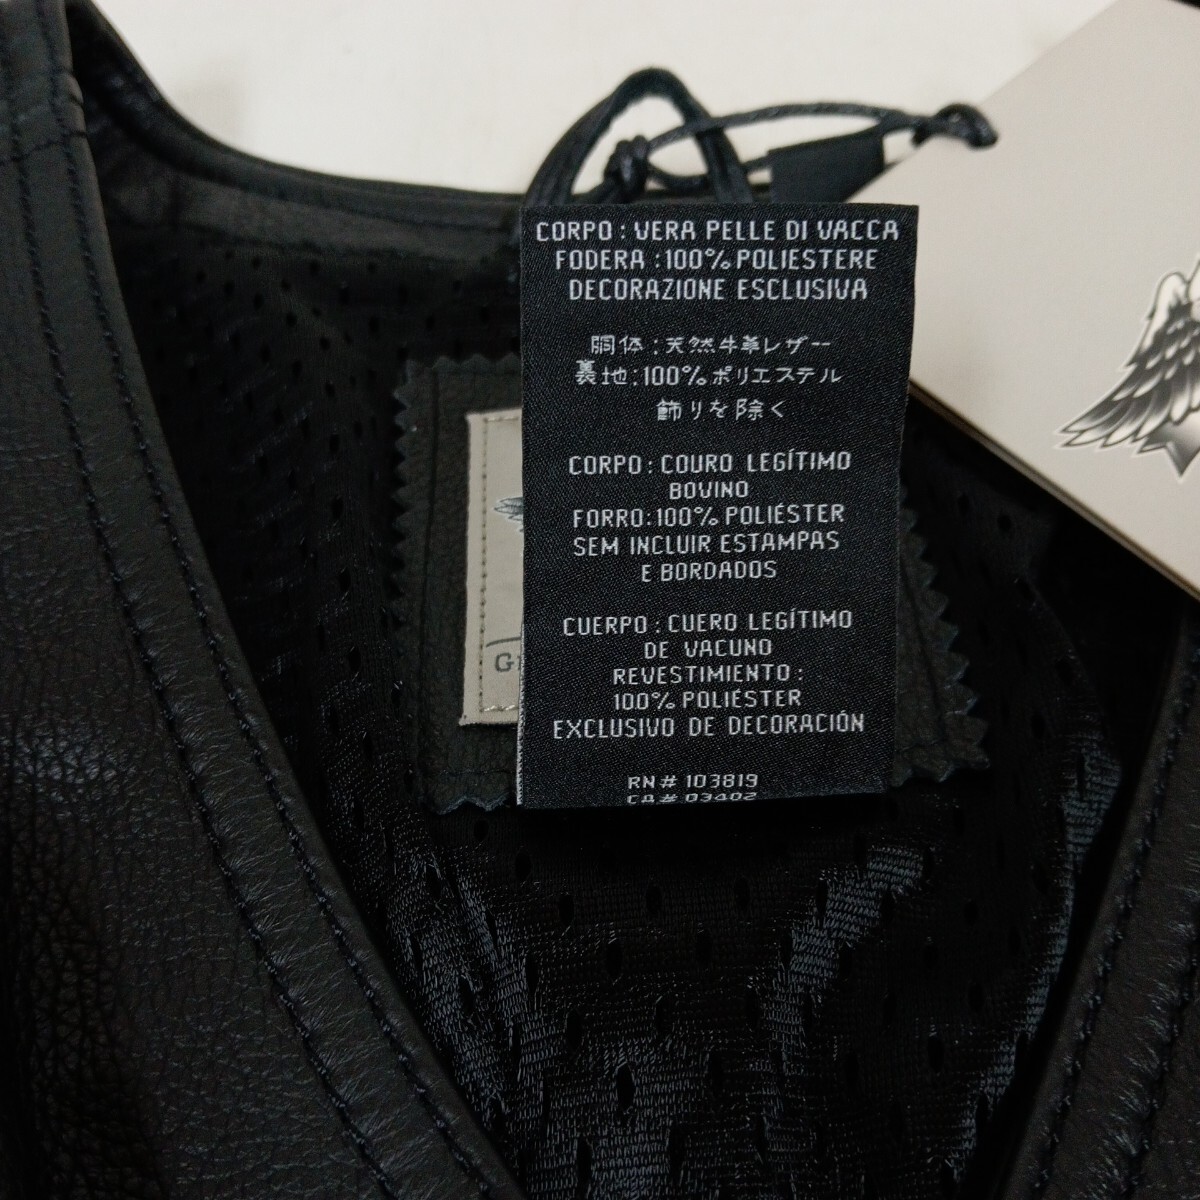 CORPO : VERA PELLE DI VACCA
FODERA : 100% POLIESTERE
DECORAZIONE ESCLUSIVA
胴体 : 天然牛革レザー
裏地 : 100% ポリエステル
飾りを除く
CORPO : COURO LEGÍTIMO
BOVINO
FORRO: 100% POLIÉSTER
SEM INCLUIR ESTAMPAS
E BORDADOS
CUERPO : CUERO LEGÍTIMO
DE VACUNO
REVESTIMIENTO :
100% POLIÉSTER
EXCLUSIVO DE DECORACIÓN
RN# 103819
CA# 03402